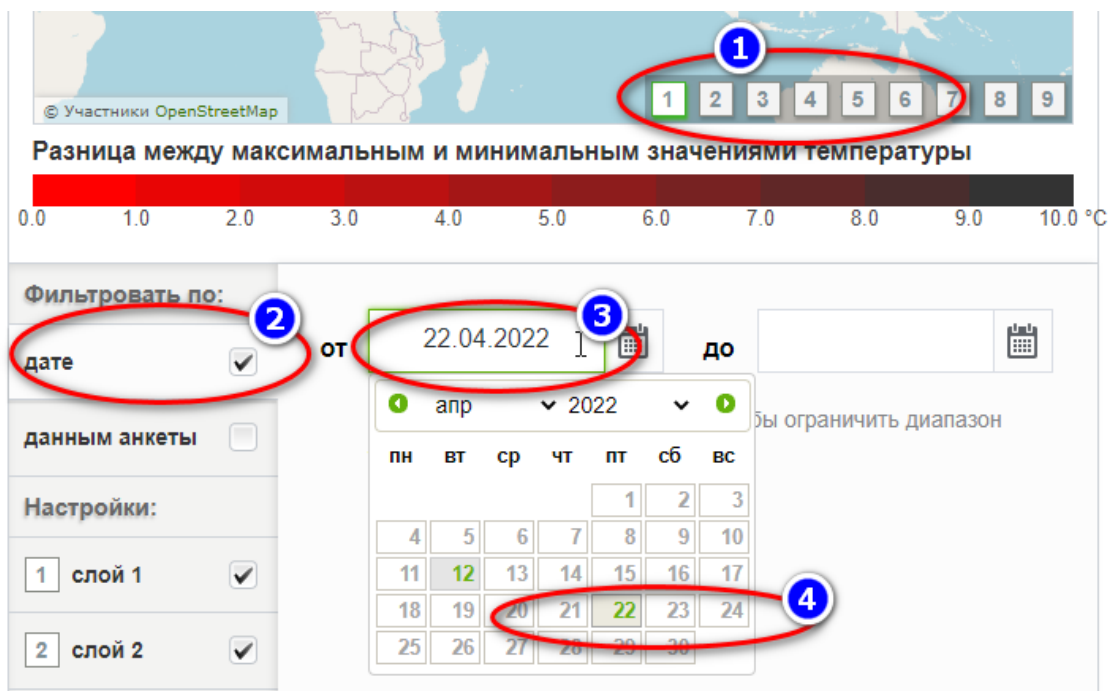 1
1 2 3 4 5 6 7 8 9
© Участники OpenStreetMap
Разница между максимальным и минимальным значениями температуры
0.0 1.0 2.0 3.0 4.0 5.0 6.0 7.0 8.0 9.0 10.0 °C
Фильтровать по:
2
дате
3
от 22.04.2022 до
апр 2022
бы ограничить диапазон
данным анкеты
пн вт ср чт пт сб вс
1 2 3
4 5 6 7 8 9 10
11 12 13 14 15 16 17
18 19 20 21 22 23 24
25 26 27 28 29 30
4
Настройки:
1 слой 1
2 слой 2